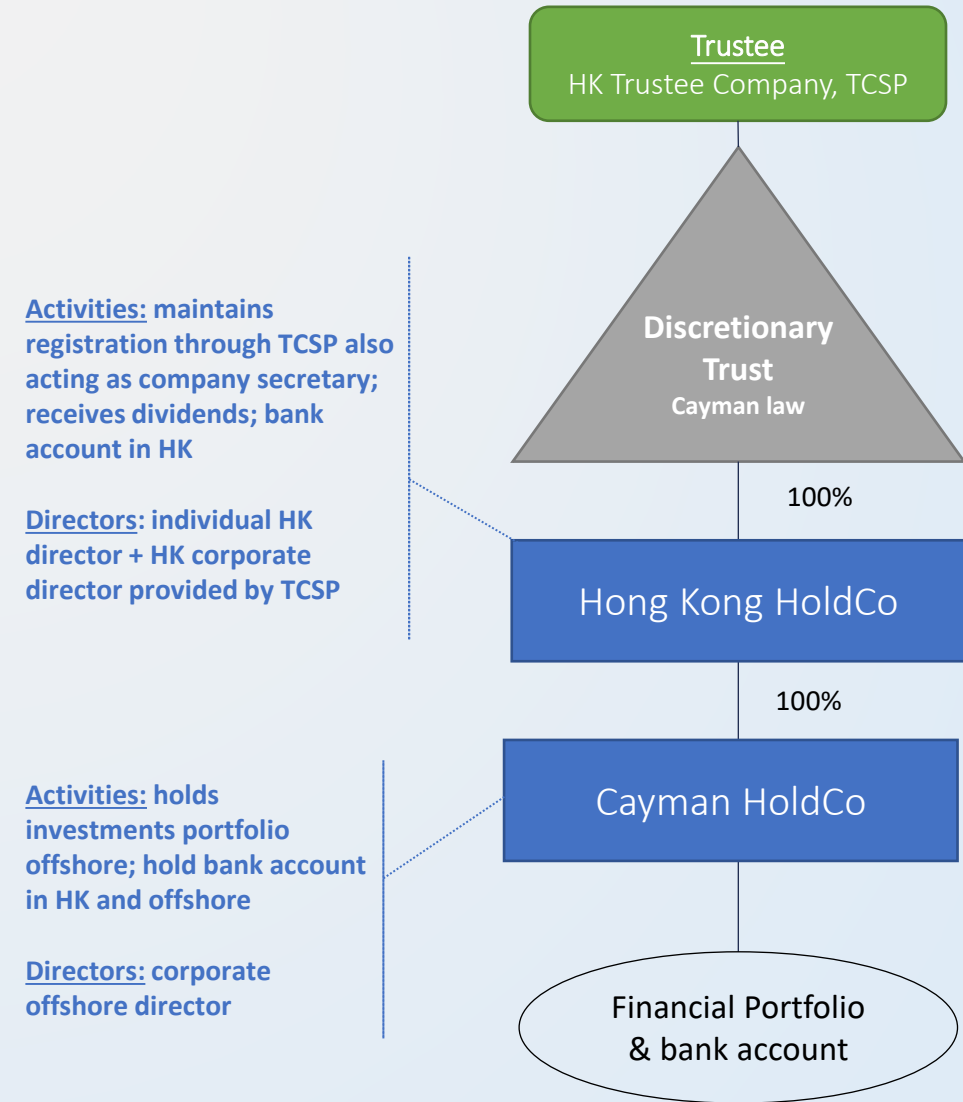 Trustee
HK Trustee Company, TCSP
Discretionary
Trust
Cayman law
Activities: maintains
registration through TCSP also
acting as company secretary;
receives dividends; bank
account in HK
Directors: individual HK
director + HK corporate
director provided by TCSP
100%
Hong Kong HoldCo
100%
Cayman HoldCo
Activities: holds
investments portfolio
offshore; hold bank account
in HK and offshore
Directors: corporate
offshore director
Financial Portfolio
& bank account